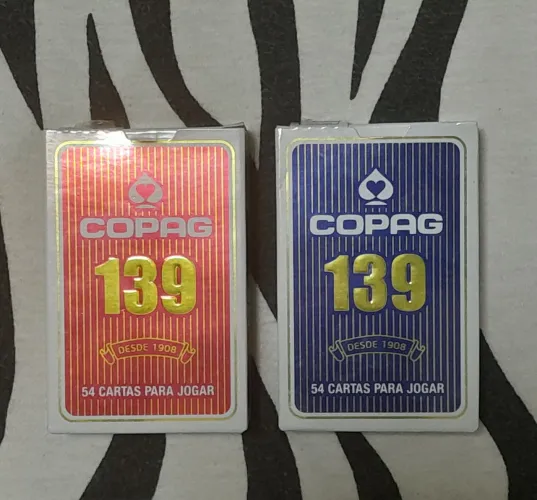 COPAG
139
DESDE 1908
54 CARTAS PARA JOGAR
COPAG
139
DESDE 1908
54 CARTAS PARA JOGAR